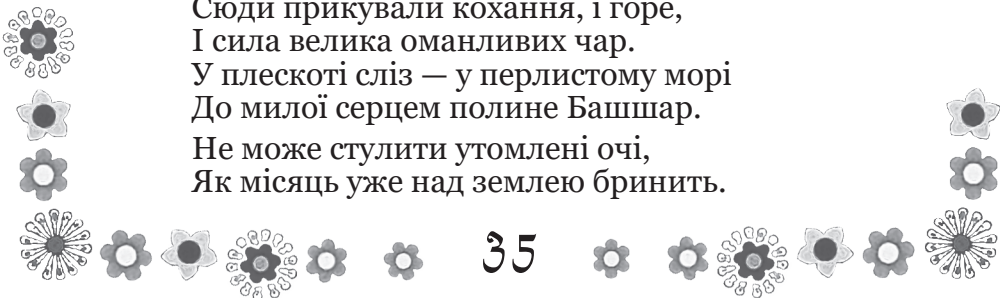 Сюди прикували кохання, і горе,
І сила велика оманливих чар.
У плескоті сліз — у перлистому морі
До милої серцем полине Башшар.
Не може стулити утомлені очі,
Як місяць уже над землею бринить.
35